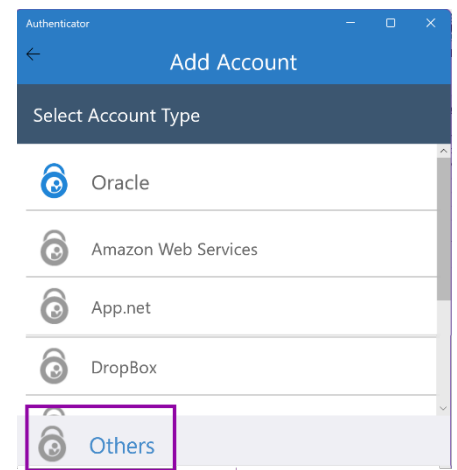 Authenticator
Add Account
Select Account Type
Oracle
Amazon Web Services
App.net
DropBox
Others